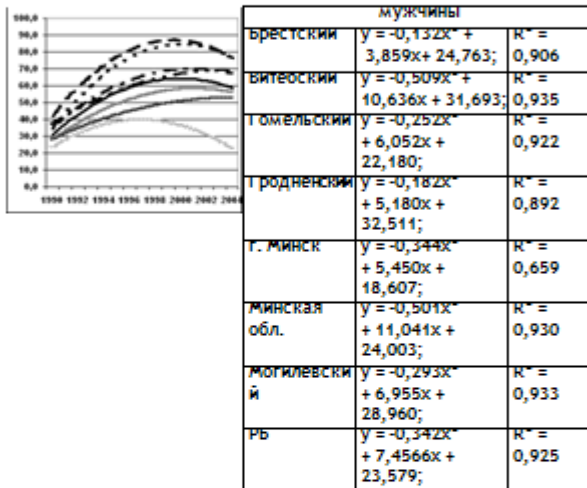 100,0
90,0
80,0
70,0
60,0
50,0
40,0
30,0
20,0
10,0
0,0
1990 1992 1994 1996 1998 2000 2002 2004
мужчины
Брестский y = -0,132x² + R² =
3,859x+ 24,763; 0,906
Витебский y = -0,509x² + R² =
10,636x + 31,693; 0,935
Гомельский y = -0,252x² R² =
+ 6,052x + 0,922
22,180;
Гродненский y = -0,182x² R² =
+ 5,180x + 0,892
32,511;
г. Минск y = -0,344x² R² =
+ 5,450x + 0,659
18,607;
Минская y = -0,501x² R² =
обл. + 11,041x + 0,930
24,003;
Могилевски y = -0,293x² R² =
й + 6,955x + 0,933
28,960;
РБ y = -0,342x² R² =
+ 7,4566x + 0,925
23,579;